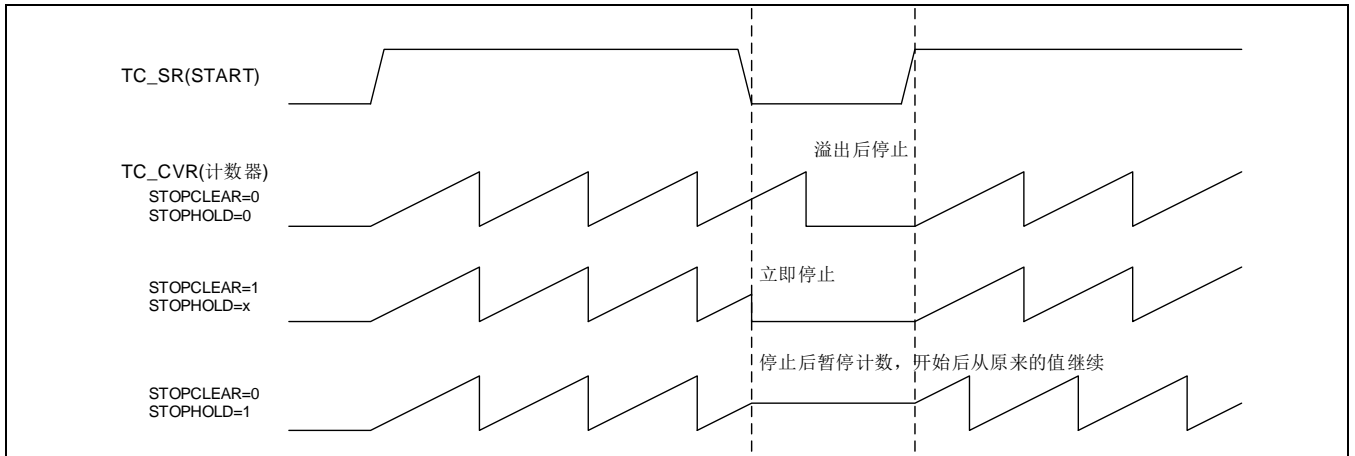 TC_SR(START)
溢出后停止
TC_CVR(计数器)
STOPCLEAR=0
STOPHOLD=0
立即停止
STOPCLEAR=1
STOPHOLD=x
停止后暂停计数，开始后从原来的值继续
STOPCLEAR=0
STOPHOLD=1